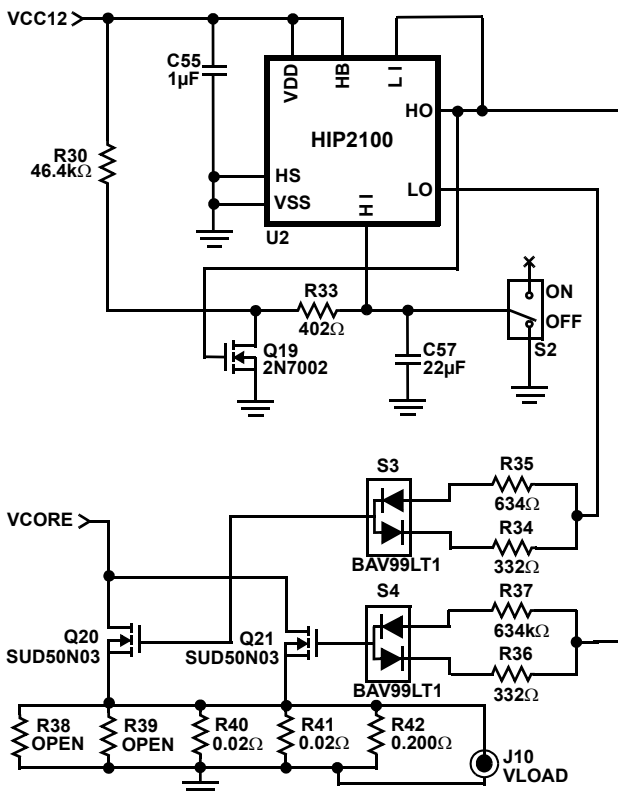 VCC12
C55
1µF
VDD
HB
LI
HO
HIP2100
R30
46.4kΩ
HS
LO
VSS
HI
U2
R33
402Ω
ON
OFF
S2
Q19
2N7002
C57
22µF
S3
R35
634Ω
VCORE
R34
332Ω
BAV99LT1
S4
R37
634kΩ
Q20
SUD50N03
Q21
SUD50N03
R36
332Ω
BAV99LT1
R38
OPEN
R39
OPEN
R40
0.02Ω
R41
0.02Ω
R42
0.200Ω
J10
VLOAD